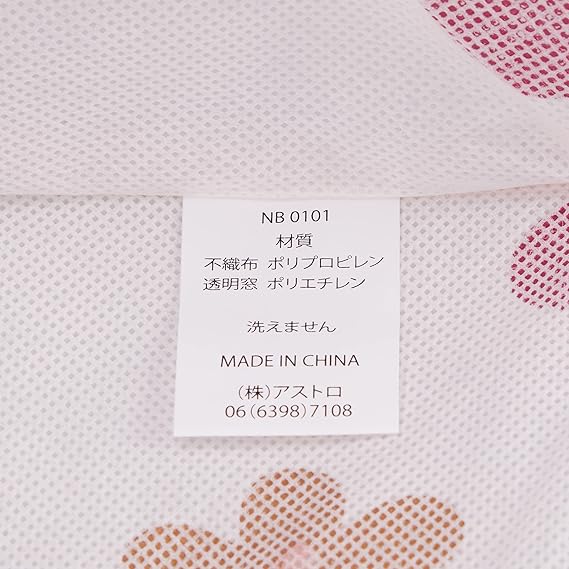 NB 0101
材質
不織布 ポリプロピレン
透明窓 ポリエチレン
洗えません
MADE IN CHINA
（株）アストロ
06（6398）7108